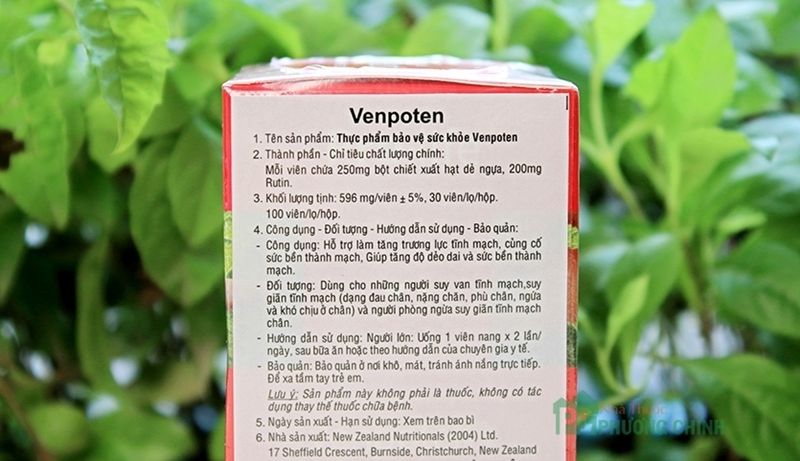 Venpoten
1. Tên sản phẩm: Thực phẩm bảo vệ sức khỏe Venpoten
2. Thành phần - Chỉ tiêu chất lượng chính:
Mỗi viên chứa 250mg bột chiết xuất hạt dẻ ngựa, 200mg
Rutin.
3. Khối lượng tịnh: 596 mg/viên ± 5%, 30 viên/lọ/hộp.
100 viên/lọ/hộp.
4. Công dụng - Đối tượng - Hướng dẫn sử dụng - Bảo quản:
- Công dụng: Hỗ trợ làm tăng trương lực tĩnh mạch, củng cố
sức bền thành mạch, Giúp tăng độ dẻo dai và sức bền thành
mạch.
- Đối tượng: Dùng cho những người suy van tĩnh mạch,suy
giãn tĩnh mạch (dạng đau chân, nặng chân, phù chân, ngứa
và khó chịu ở chân) và người phòng ngừa suy giãn tĩnh mạch
chân.
- Hướng dẫn sử dụng: Người lớn: Uống 1 viên nang x 2 lần/
ngày, sau bữa ăn hoặc theo hướng dẫn của chuyên gia y tế.
- Bảo quản: Bảo quản ở nơi khô, mát, tránh ánh nắng trực tiếp.
Để xa tầm tay trẻ em.
Lưu ý: Sản phẩm này không phải là thuốc, không có tác
dụng thay thế thuốc chữa bệnh.
5. Ngày sản xuất - Hạn sử dụng: Xem trên bao bì
6. Nhà sản xuất: New Zealand Nutritionals (2004) Ltd.
17 Sheffield Crescent, Burnside, Christchurch, New Zealand
Nhà Thuốc
PHƯƠNG CHÍNH